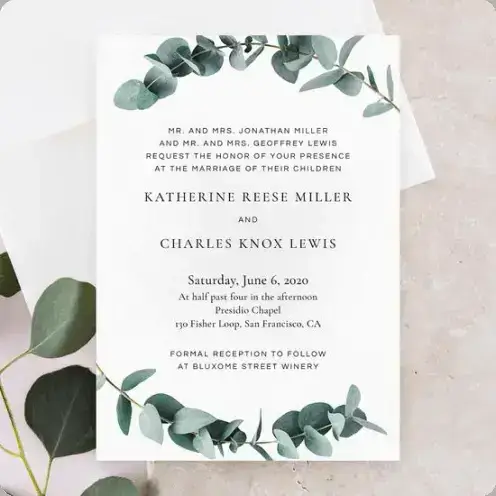 MR. AND MRS. JONATHAN MILLER
AND MR. AND MRS. GEOFFREY LEWIS
REQUEST THE HONOR OF YOUR PRESENCE
AT THE MARRIAGE OF THEIR CHILDREN
KATHERINE REESE MILLER
AND
CHARLES KNOX LEWIS
Saturday, June 6, 2020
At half past four in the afternoon
Presidio Chapel
130 Fisher Loop, San Francisco, CA
FORMAL RECEPTION TO FOLLOW
AT BLUXOME STREET WINERY